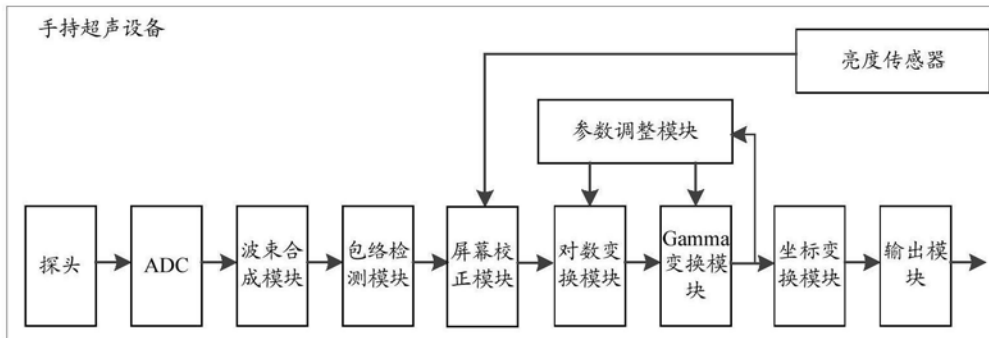 手持超声设备
亮度传感器
参数调整模块
探头
ADC
波束合
成模块
包络检
测模块
屏幕校
正模块
对数变
换模块
Gamma
变换模
块
坐标变
换模块
输出模
块